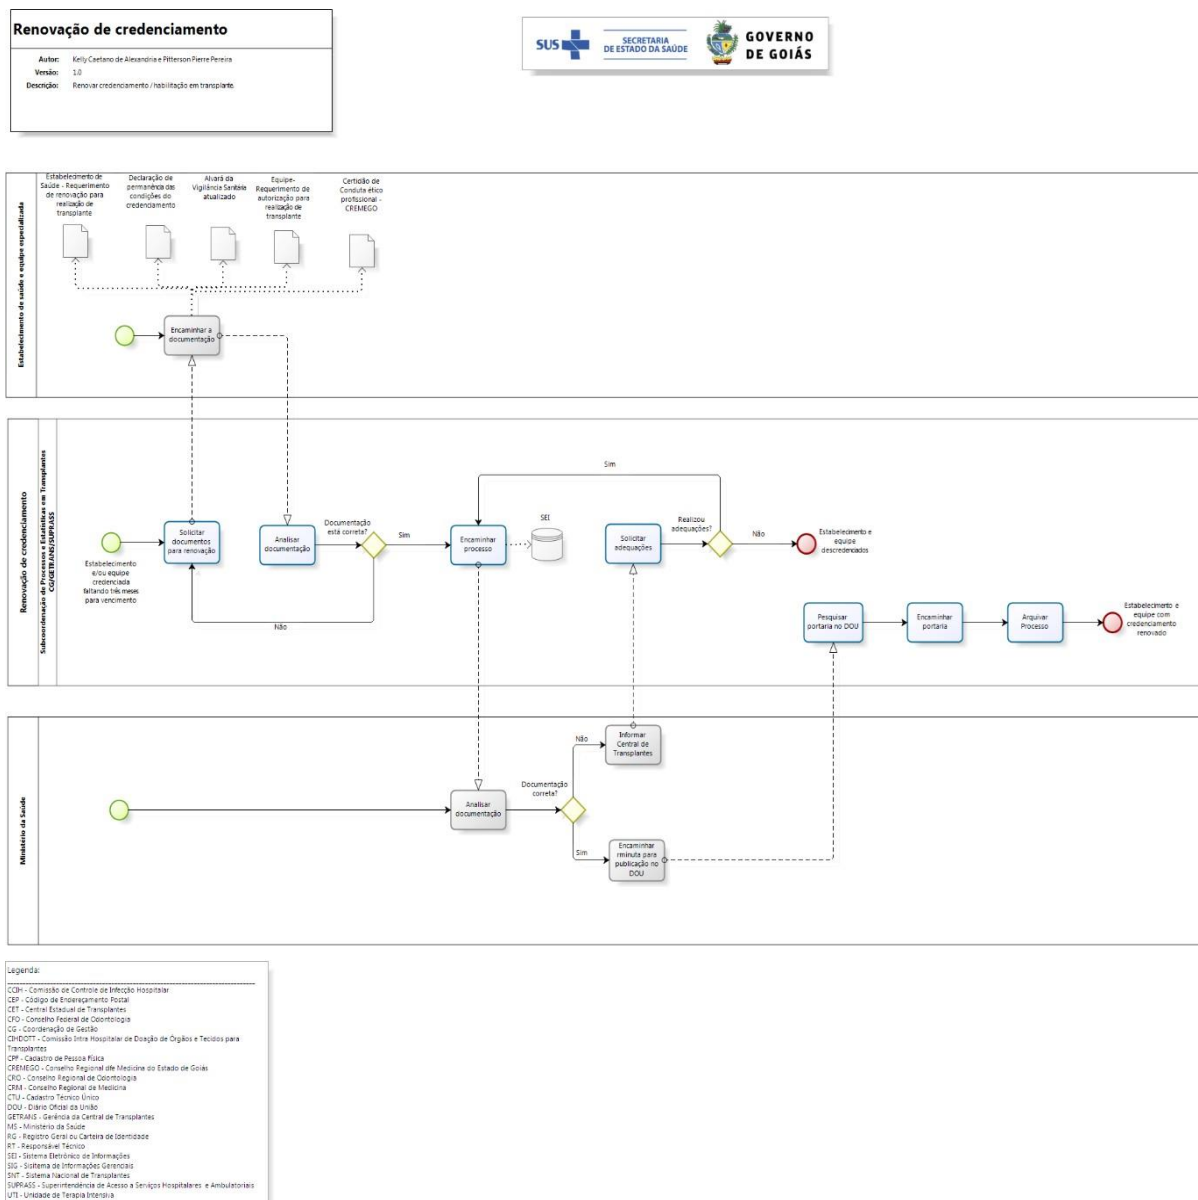 Renovação de credenciamento
Autor: Kelly Caetano de Alexandria e Pitterson Pierre Pereira
Versão: 1.0
Descrição: Renovar credenciamento / habilitação em transplante.
SUS
SECRETARIA
DE ESTADO DA SAÚDE
GOVERNO
DE GOIÁS
Estabelecimento de saúde e equipe especializada
Estabelecimento de
Saúde - Requerimento
de renovação para
realização de
transplante
Declaração de
permanência das
condições do
credenciamento
Alvará da
Vigilância Sanitária
atualizado
Equipe-
Requerimento de
autorização para
realização de
transplante
Certidão de
Conduta ético
profissional -
CREMEGO
Encaminhar a
documentação
Renovação de credenciamento
Subcoordenação de Processos e Estatísticas em Transplantes
CG/GETRANS/SUPRASS
Estabelecimento
e/ou equipe
credenciada
faltando três meses
para vencimento
Solicitar
documentos
para renovação
Analisar
documentação
Documentação
está correta?
Sim
Não
Encaminhar
processo
SEI
Sim
Solicitar
adequações
Realizou
adequações?
Não
Estabelecimento e
equipe
descredenciados
Pesquisar
portaria no DOU
Encaminhar
portaria
Arquivar
Processo
Estabelecimento e
equipe com
credenciamento
renovado
Ministério da Saúde
Analisar
documentação
Documentação
correta?
Não
Informar
Central de
Transplantes
Sim
Encaminhar
minuta para
publicação no
DOU
Legenda:
CCIH - Comissão de Controle de Infecção Hospitalar
CEP - Código de Endereçamento Postal
CET - Central Estadual de Transplantes
CFO - Conselho Federal de Odontologia
CG - Coordenação de Gestão
CIHDOTT - Comissão Intra Hospitalar de Doação de Órgãos e Tecidos para
Transplantes
CPF - Cadastro de Pessoa Física
CREMEGO - Conselho Regional dfe Medicina do Estado de Goiás
CRO - Conselho Regional de Odontologia
CRM - Conselho Regional de Medicina
CTU - Cadastro Técnico Único
DOU - Diário Oficial da União
GETRANS - Gerência da Central de Transplantes
MS - Ministerio da Saúde
RG - Registro Geral ou Carteira de Identidade
RT - Responsável Técnico
SEI - Sistema Eletrônico de Informações
SIG - Sisitema de Informações Gerenciais
SNT - Sistema Nacional de Transplantes
SUPRASS - Superintendência de Acesso a Serviços Hospitalares e Ambulatoriais
UTI - Unidade de Terapia Intensiva